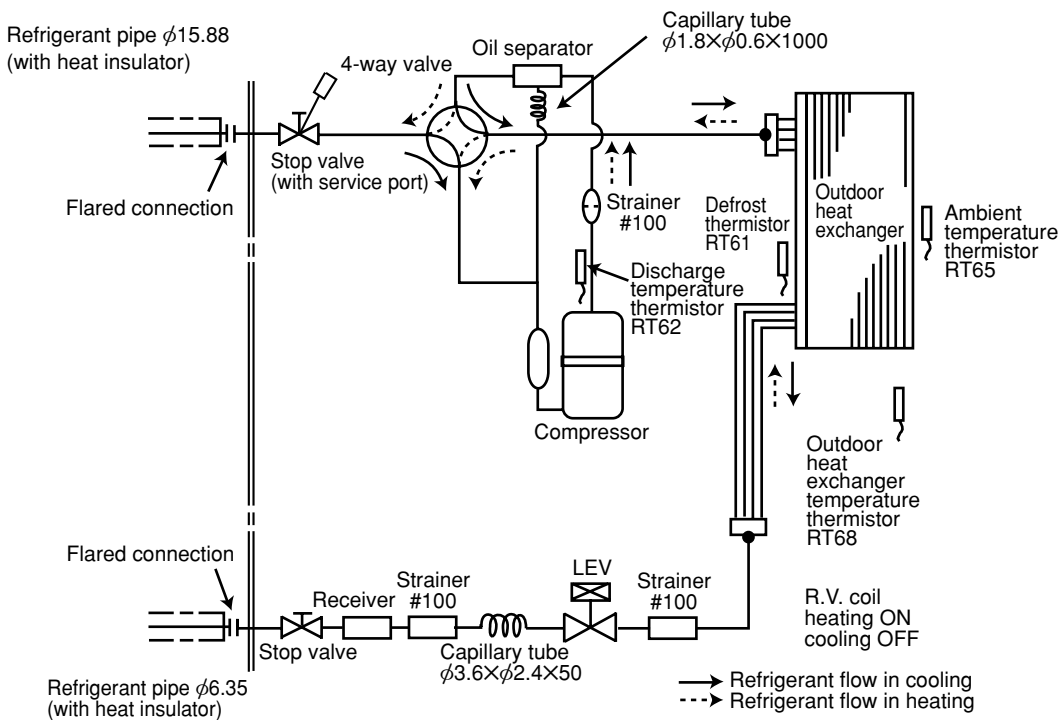 Refrigerant pipe ϕ15.88
(with heat insulator)
4-way valve
Oil separator
Capillary tube
ϕ1.8×ϕ0.6×1000
Stop valve
(with service port)
Flared connection
Strainer
#100
Discharge
temperature
thermistor
RT62
Compressor
Defrost
thermistor
RT61
Outdoor
heat
exchanger
Ambient
temperature
thermistor
RT65
Outdoor
heat
exchanger
temperature
thermistor
RT68
Flared connection
Stop valve
Receiver
Strainer
#100
Capillary tube
ϕ3.6×ϕ2.4×50
LEV
Strainer
#100
R.V. coil
heating ON
cooling OFF
Refrigerant pipe ϕ6.35
(with heat insulator)
Refrigerant flow in cooling
Refrigerant flow in heating